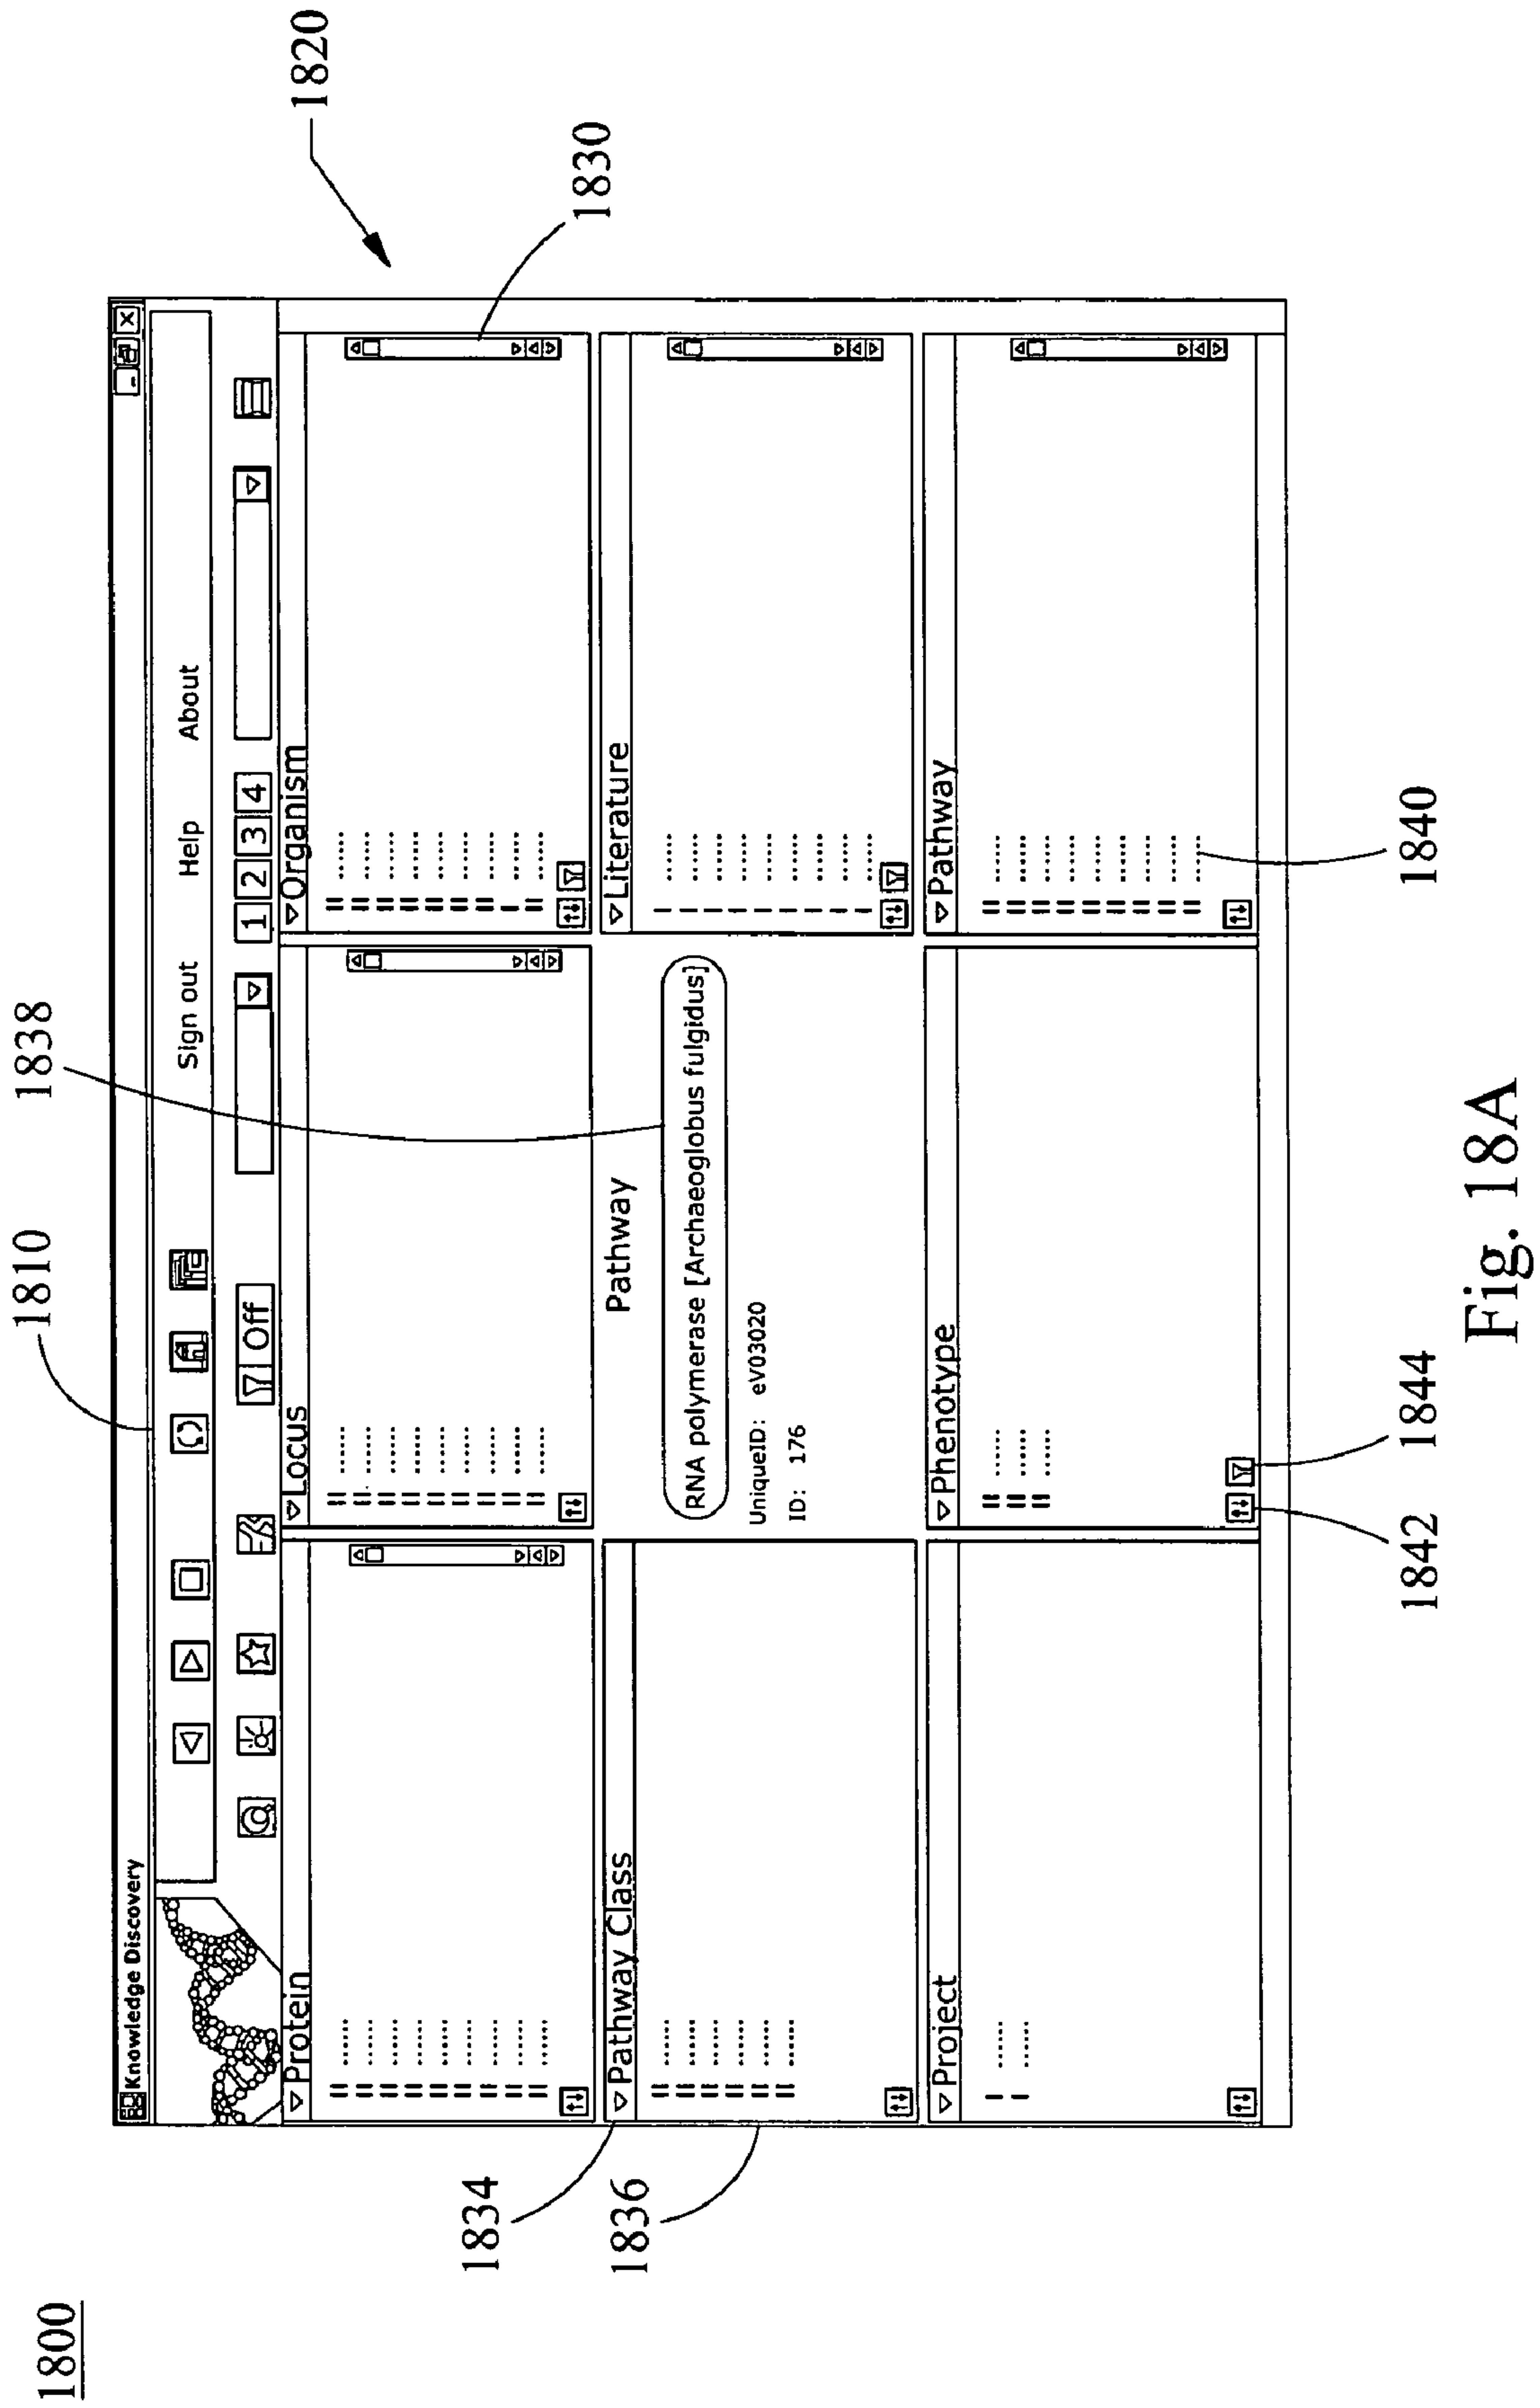 1800
1810
1838
1820
1830
Knowledge Discovery
Sign out Help About
Off 1 2 3 4
Protein
Locus
Organism
1834
Pathway Class
1836
Pathway
RNA polymerase [Archaeoglobus fulgidus]
UniqueID: eV03020
ID: 176
Literature
Project
Phenotype
Pathway
1842
1844
1840
Fig. 18A